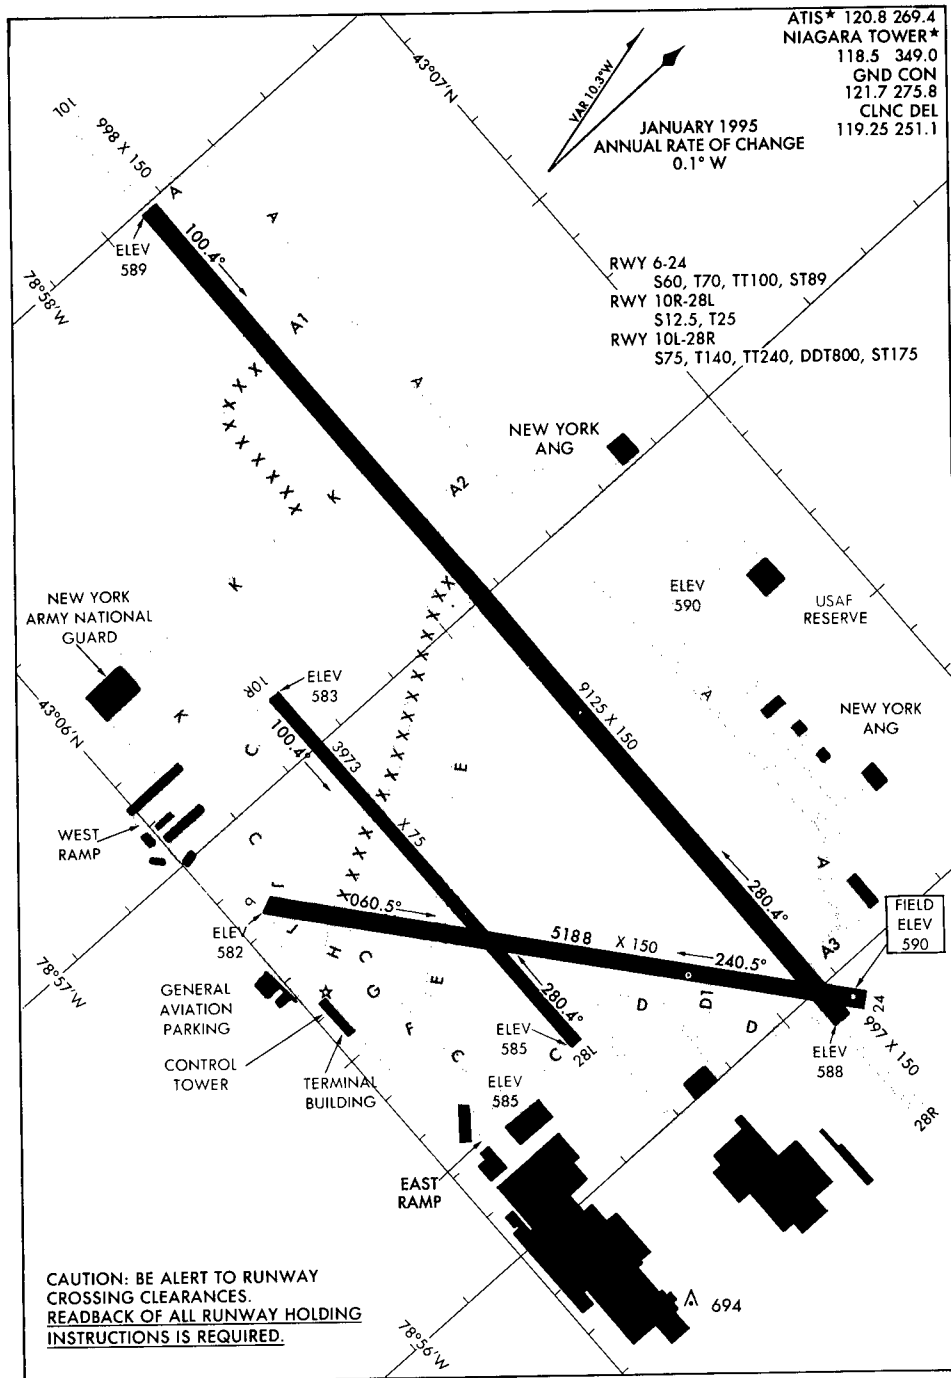 ATIS★ 120.8 269.4
NIAGARA TOWER★
118.5 349.0
GND CON
121.7 275.8
CLNC DEL
119.25 251.1
43°07'N
VAR 10.3°W
JANUARY 1995
ANNUAL RATE OF CHANGE
0.1° W
10L
998 X 150
A
A
ELEV
589
100.4°
78°58'W
RWY 6-24
S60, T70, TT100, ST89
RWY 10R-28L
S12.5, T25
RWY 10L-28R
S75, T140, TT240, DDT800, ST175
A1
X X X X X X X X X X X X X X
A
NEW YORK
ANG
A2
K
K
ELEV
590
USAF
RESERVE
NEW YORK
ARMY NATIONAL
GUARD
X X X X X X X X X X X X X X X X X X X X X X X X X X X X
ELEV
583
10R
43°06'N
K
C
100.4°
3973 X 75
9125 X 150
A
NEW YORK
ANG
E
WEST
RAMP
C
J
6
J
A
280.4°
060.5°
FIELD
ELEV
590
ELEV
582
H
C
G
E
5188 X 150
240.5°
A3
78°57'W
GENERAL
AVIATION
PARKING
F
E
C
280.4°
28L
D
D1
D
24
997 X 150
ELEV
585
ELEV
588
CONTROL
TOWER
TERMINAL
BUILDING
ELEV
585
28R
EAST
RAMP
694
CAUTION: BE ALERT TO RUNWAY
CROSSING CLEARANCES.
READBACK OF ALL RUNWAY HOLDING
INSTRUCTIONS IS REQUIRED.
78°56'W